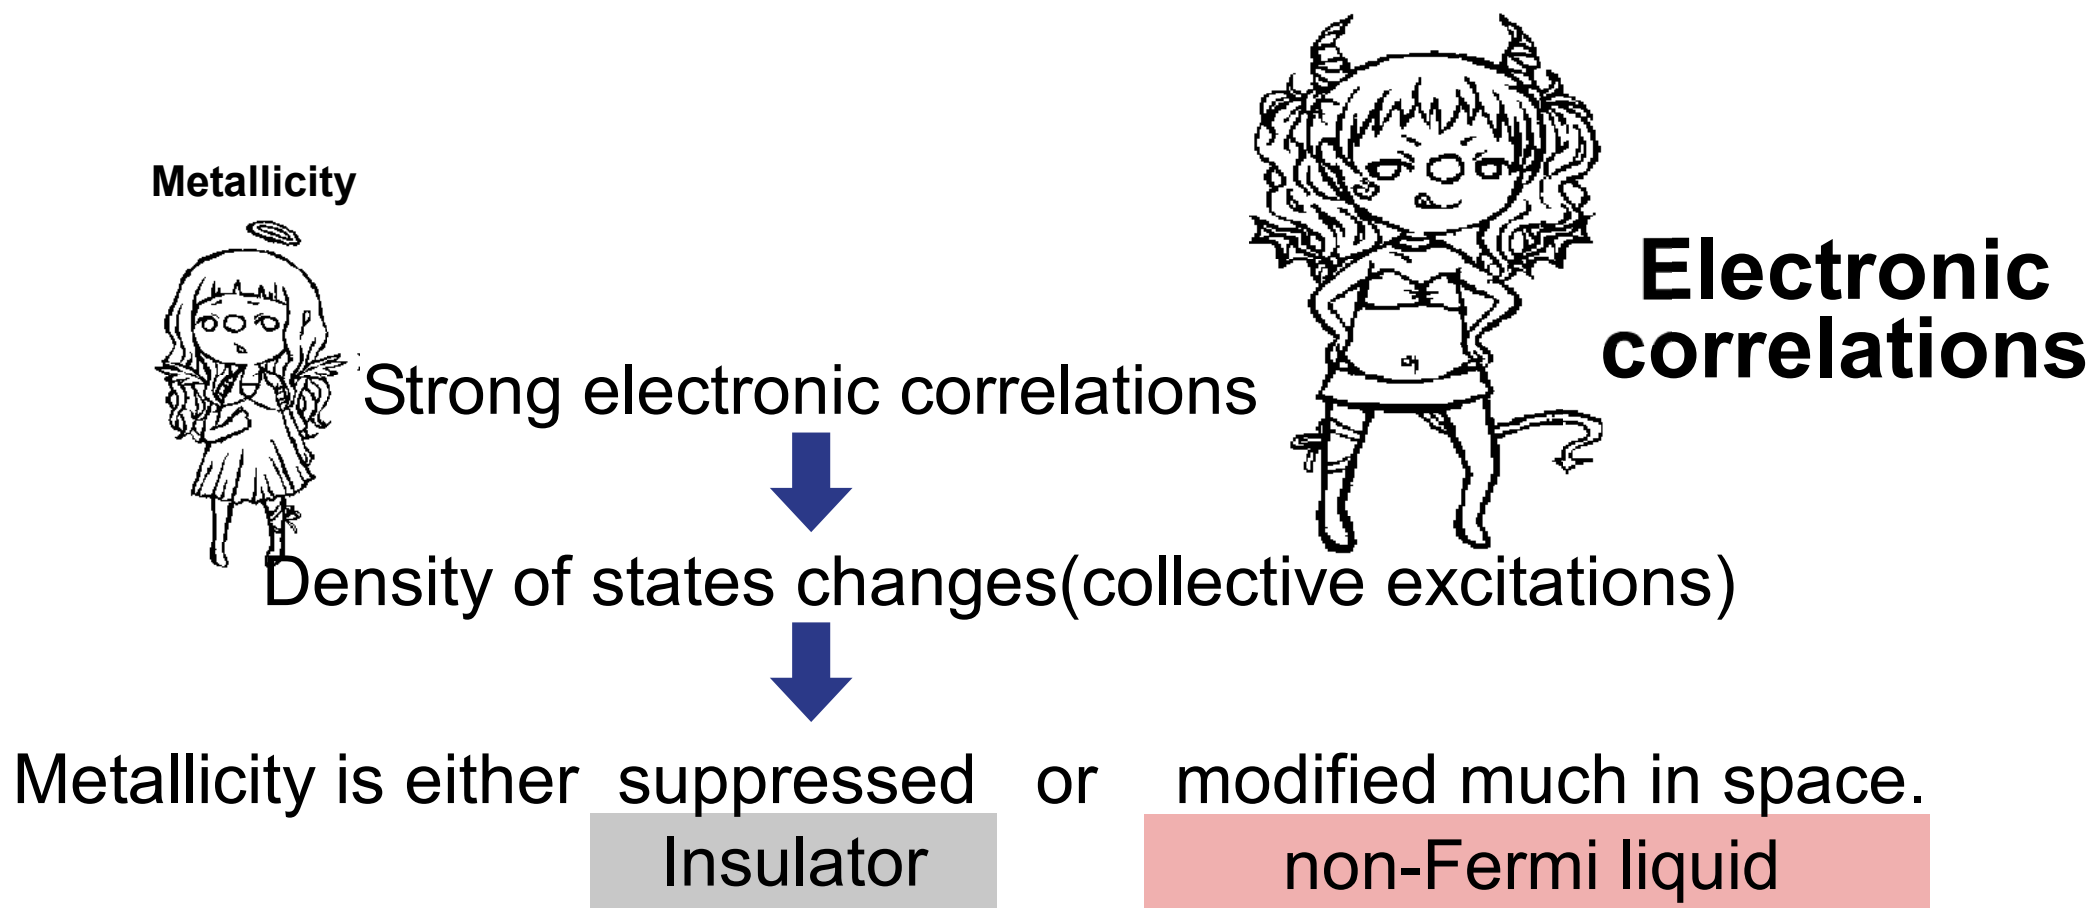 Metallicity
Electronic
correlations
Strong electronic correlations
Density of states changes(collective excitations)
Metallicity is either suppressed or modified much in space.
Insulator
non-Fermi liquid